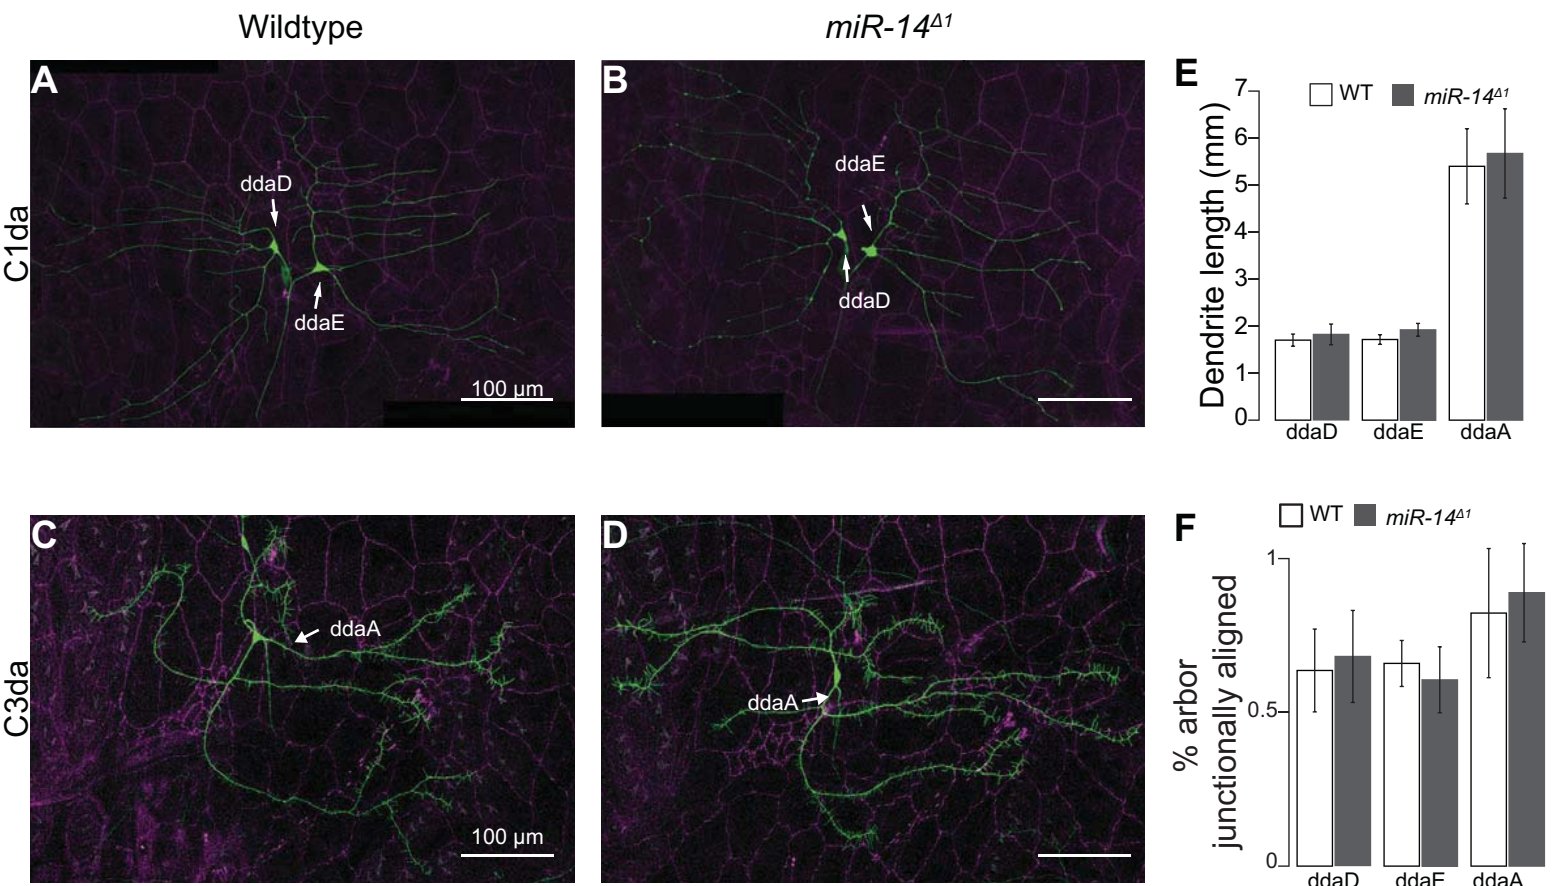 Wildtype
miR-14Δ1
C1da
A
ddaD
ddaE
100 µm
B
ddaE
ddaD
E
WT
miR-14Δ1
Dendrite length (mm)
7
6
5
4
3
2
1
0
ddaD
ddaE
ddaA
C3da
C
ddaA
100 µm
D
ddaA
F
WT
miR-14Δ1
% arbor
junctionally aligned
1
0.5
0
ddaD
ddaE
ddaA